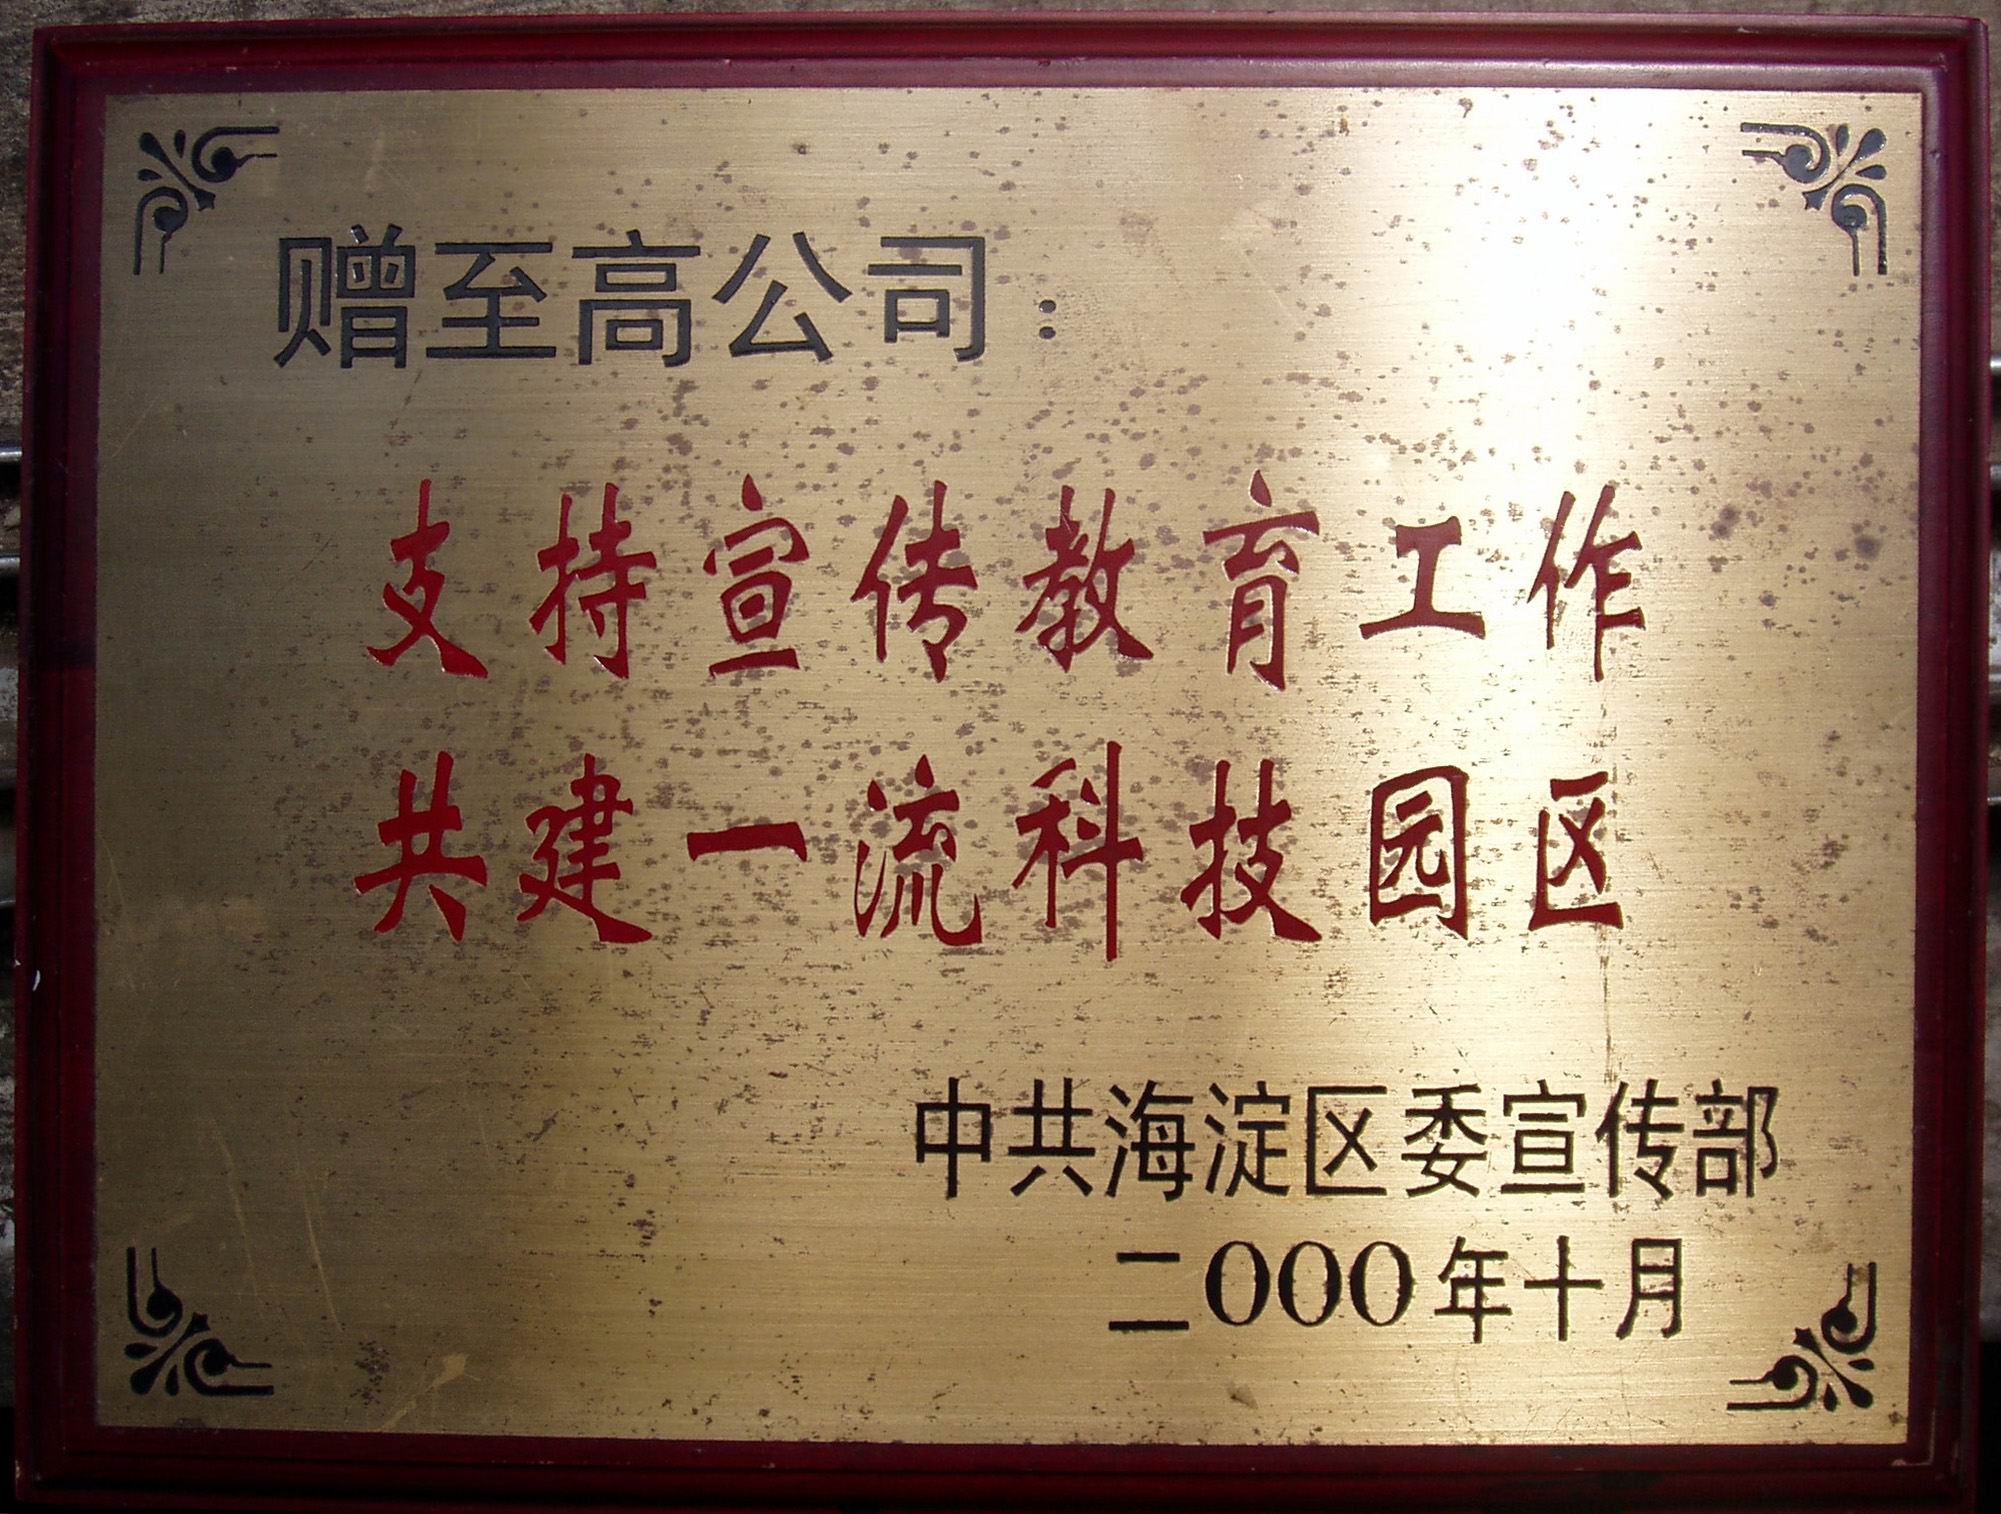 赠至高公司：
支持宣传教育工作
共建一流科技园区
中共海淀区委宣传部
二000年十月